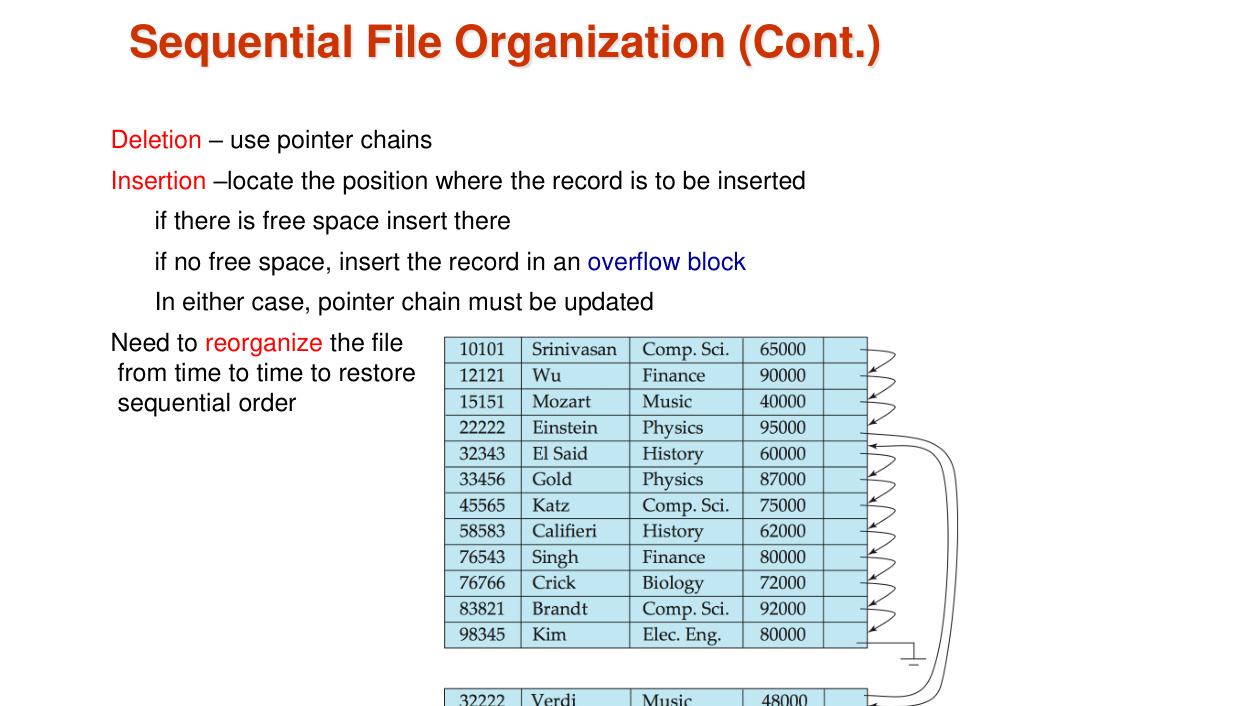 Sequential File Organization (Cont.)
Deletion – use pointer chains
Insertion –locate the position where the record is to be inserted
if there is free space insert there
if no free space, insert the record in an overflow block
In either case, pointer chain must be updated
Need to reorganize the file
from time to time to restore
sequential order
10101 Srinivasan Comp. Sci. 65000
12121 Wu Finance 90000
15151 Mozart Music 40000
22222 Einstein Physics 95000
32343 El Said History 60000
33456 Gold Physics 87000
45565 Katz Comp. Sci. 75000
58583 Califieri History 62000
76543 Singh Finance 80000
76766 Crick Biology 72000
83821 Brandt Comp. Sci. 92000
98345 Kim Elec. Eng. 80000
32222 Verdi Music 48000